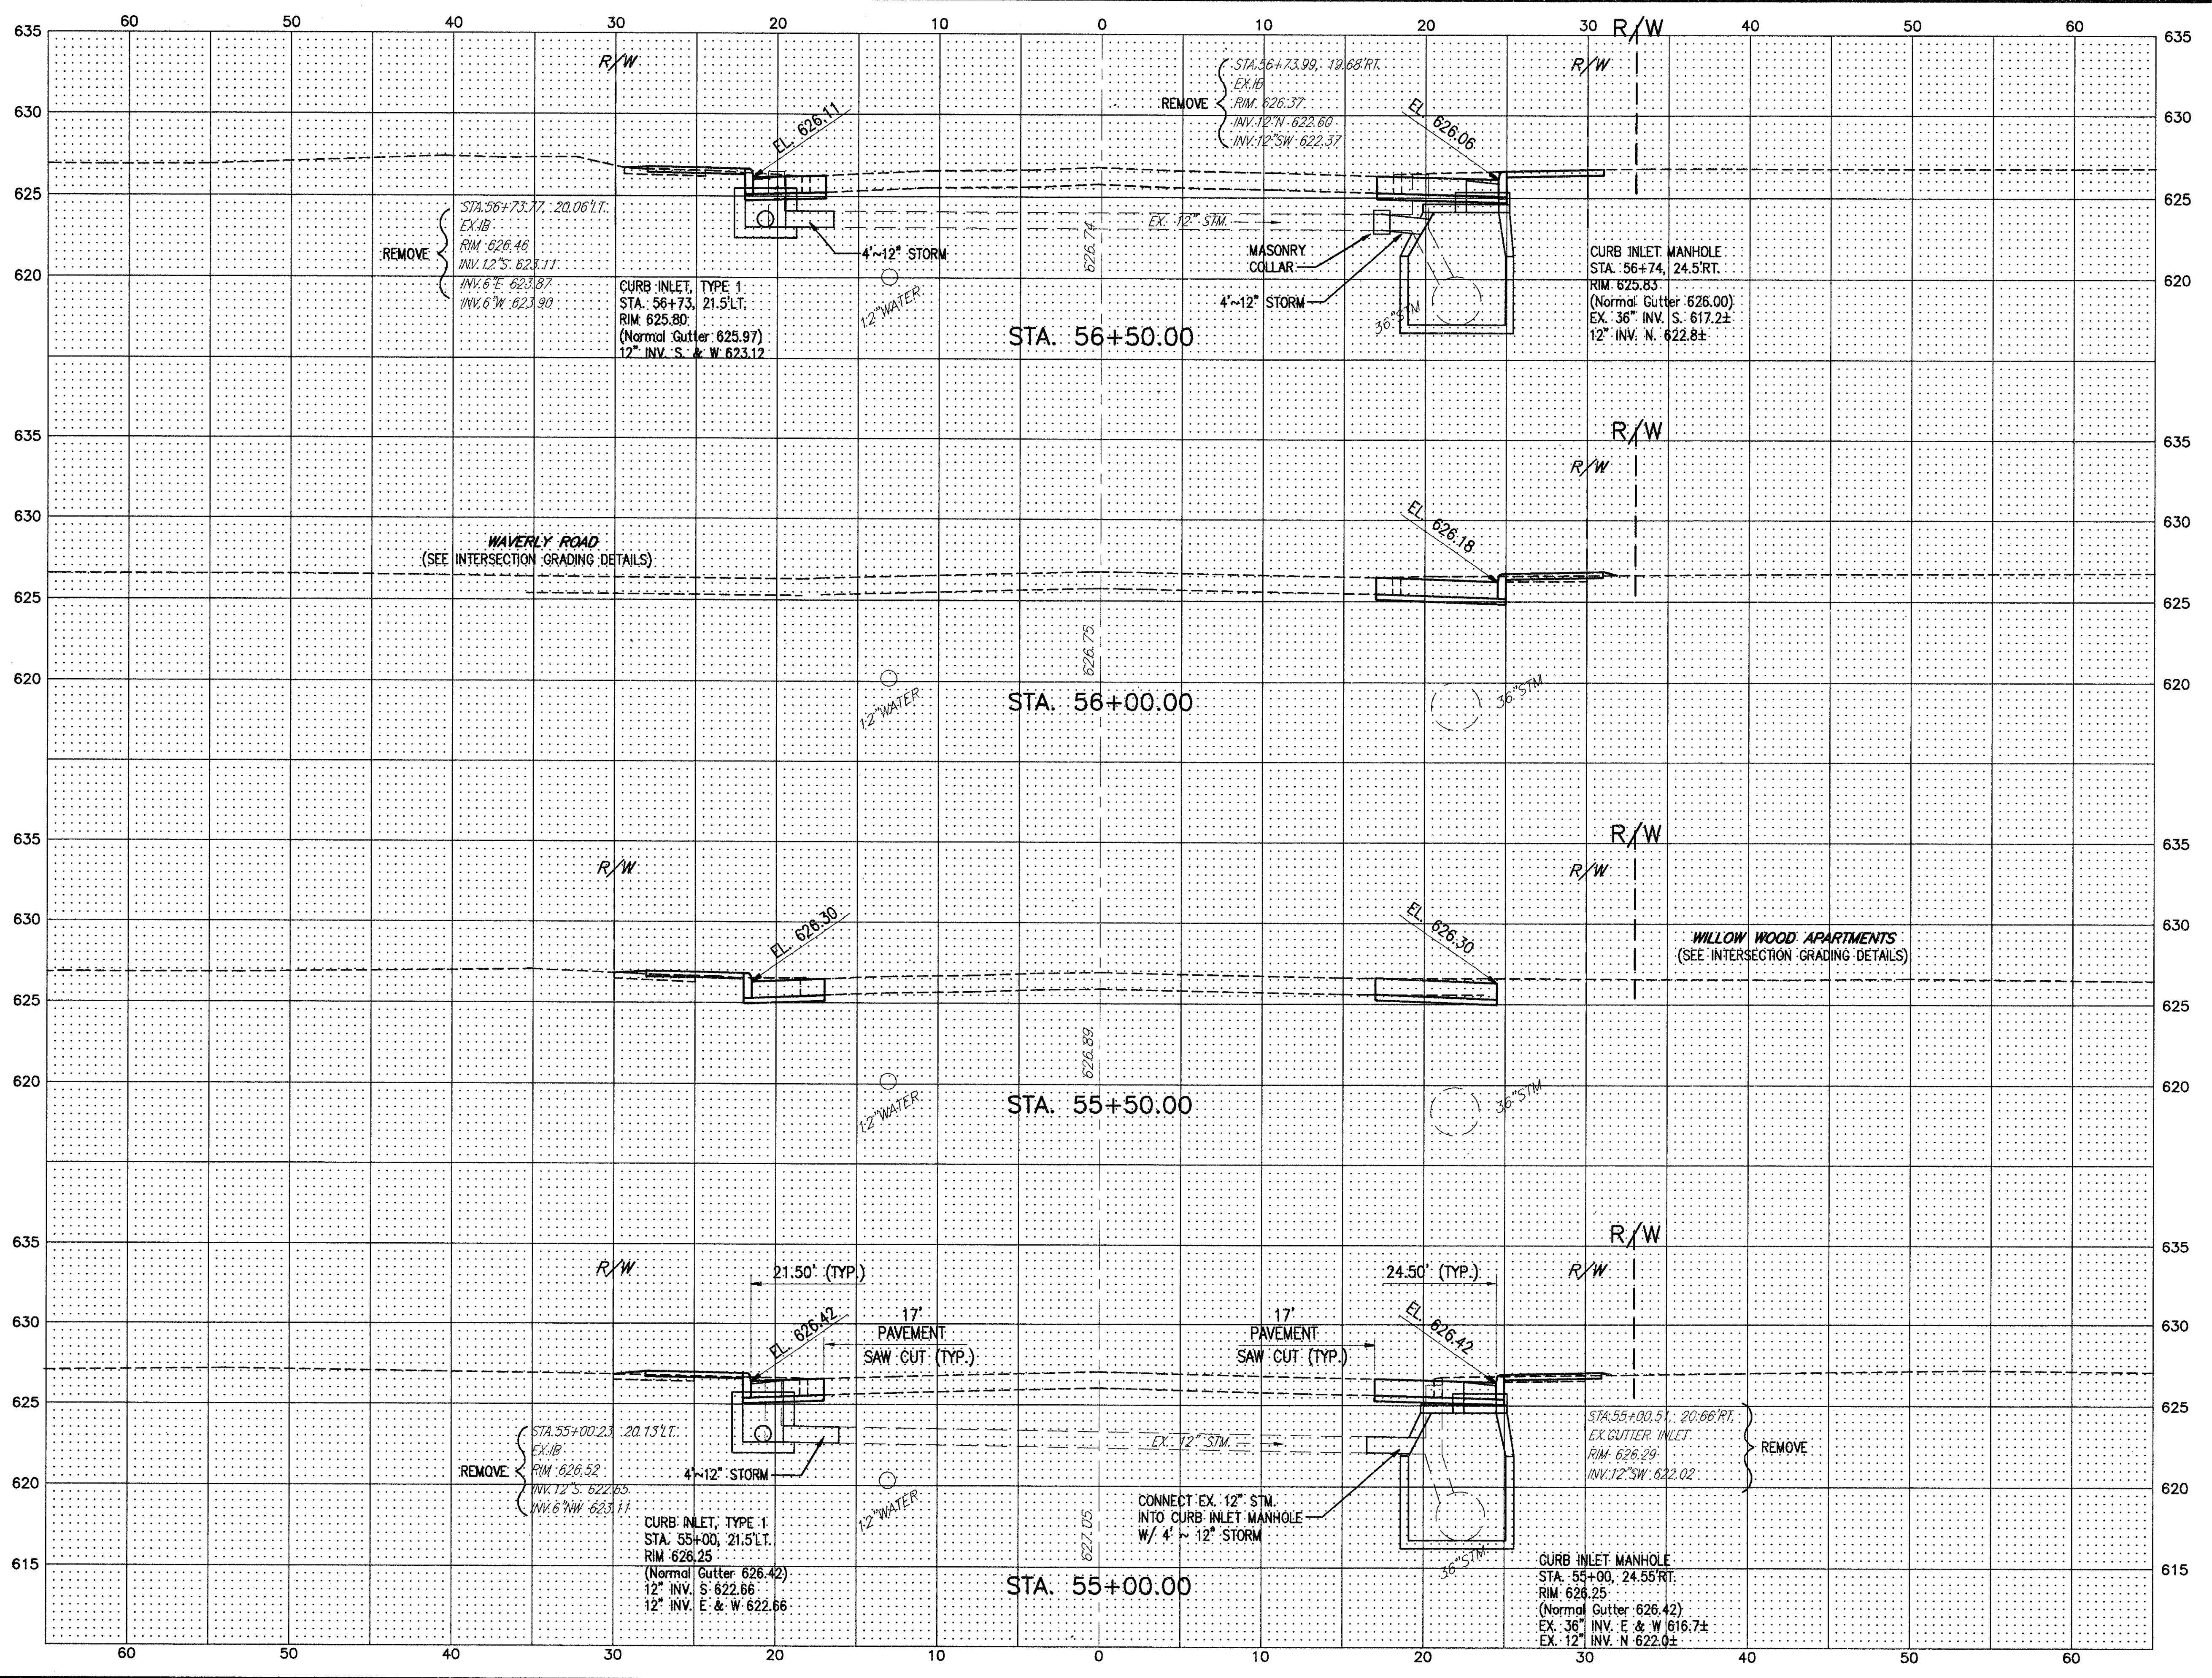 60 50 40 30 20 10 0 10 20 30 40 50 60
R/W
635 635
R/W
R/W
STA.56+73.99, 19.68'RT.
EX.IB
REMOVE
RIM 626.37
INV.12"N 622.60
INV.12"SW 622.37
630 630
EL. 626.11
EL. 626.06
625 625
STA.56+73.77, 20.06'LT.
EX.IB
RIM 626.46
REMOVE
INV.12"S 623.11
INV.6"E 623.87
INV.6"W 623.90
EX. 12" STM.
4'~12" STORM
MASONRY
COLLAR
4'~12" STORM
626.74
620 620
CURB INLET, TYPE 1
STA. 56+73, 21.5'LT.
RIM 625.80
(Normal Gutter 625.97)
12" INV. S. & W 623.12
12"WATER
36"STM
CURB INLET MANHOLE
STA. 56+74, 24.5'RT.
RIM 625.83
(Normal Gutter 626.00)
EX. 36" INV. S. 617.2±
12" INV. N. 622.8±
STA. 56+50.00
R/W
635 635
R/W
630 630
WAVERLY ROAD
(SEE INTERSECTION GRADING DETAILS)
EL. 626.18
625 625
626.75
620 620
12"WATER
36"STM
STA. 56+00.00
R/W
635 635
R/W
R/W
630 630
EL. 626.30
EL. 626.30
WILLOW WOOD APARTMENTS
(SEE INTERSECTION GRADING DETAILS)
625 625
626.89
620 620
12"WATER
36"STM
STA. 55+50.00
R/W
635 635
R/W
R/W
21.50' (TYP.)
24.50' (TYP.)
630 630
EL. 626.42
17'
PAVEMENT
SAW CUT (TYP.)
17'
PAVEMENT
SAW CUT (TYP.)
EL. 626.42
625 625
STA.55+00.23 20.13'LT.
EX.IB
REMOVE
RIM 626.52
INV.12"S. 622.65
INV.6"NW 623.11
4'~12" STORM
EX. 12" STM.
STA.55+00.51, 20.66'RT.
EX.GUTTER INLET
RIM 626.29
INV.12"SW 622.02
REMOVE
620 620
12"WATER
CONNECT EX. 12" STM.
INTO CURB INLET MANHOLE
W/ 4' ~ 12" STORM
627.05
CURB INLET, TYPE 1
STA. 55+00, 21.5'LT.
RIM 626.25
(Normal Gutter 626.42)
12" INV. S 622.66
12" INV. E & W 622.66
615 615
36"STM
CURB INLET MANHOLE
STA. 55+00, 24.55'RT.
RIM 626.25
(Normal Gutter 626.42)
EX. 36" INV. E & W 616.7±
EX. 12" INV. N 622.0±
STA. 55+00.00
60 50 40 30 20 10 0 10 20 30 40 50 60